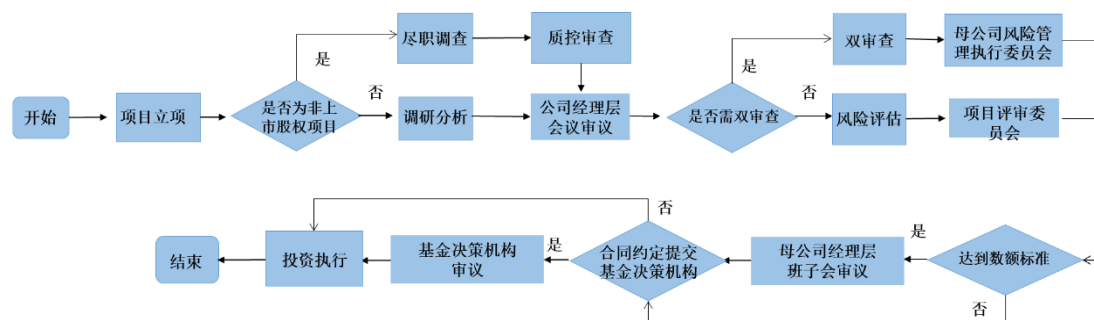 开始
项目立项
是否为非上
市股权项目
是
尽职调查
质控审查
否
调研分析
公司经理层
会议审议
是否需双审查
是
双审查
母公司风险管
理执行委员会
否
风险评估
项目评审委
员会
达到数额标准
是
母公司经理层
班子会审议
否
合同约定提交
基金决策机构
是
基金决策机构
审议
否
投资执行
结束